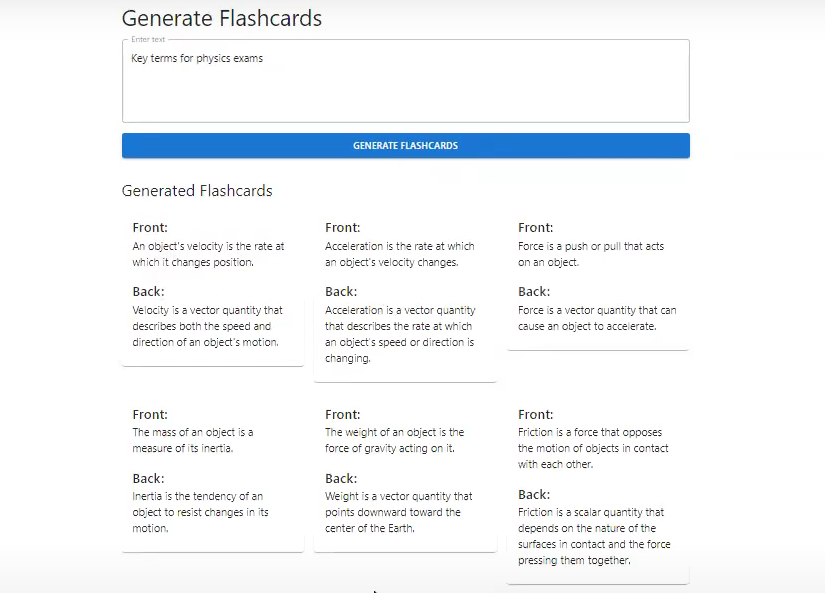 Generate Flashcards
Enter text
Key terms for physics exams
GENERATE FLASHCARDS
Generated Flashcards
Front:
An object's velocity is the rate at
which it changes position.
Back:
Velocity is a vector quantity that
describes both the speed and
direction of an object's motion.
Front:
Acceleration is the rate at which
an object's velocity changes.
Back:
Acceleration is a vector quantity
that describes the rate at which
an object's speed or direction is
changing.
Front:
Force is a push or pull that acts
on an object.
Back:
Force is a vector quantity that can
cause an object to accelerate.
Front:
The mass of an object is a
measure of its inertia.
Back:
Inertia is the tendency of an
object to resist changes in its
motion.
Front:
The weight of an object is the
force of gravity acting on it.
Back:
Weight is a vector quantity that
points downward toward the
center of the Earth.
Front:
Friction is a force that opposes
the motion of objects in contact
with each other.
Back:
Friction is a scalar quantity that
depends on the nature of the
surfaces in contact and the force
pressing them together.